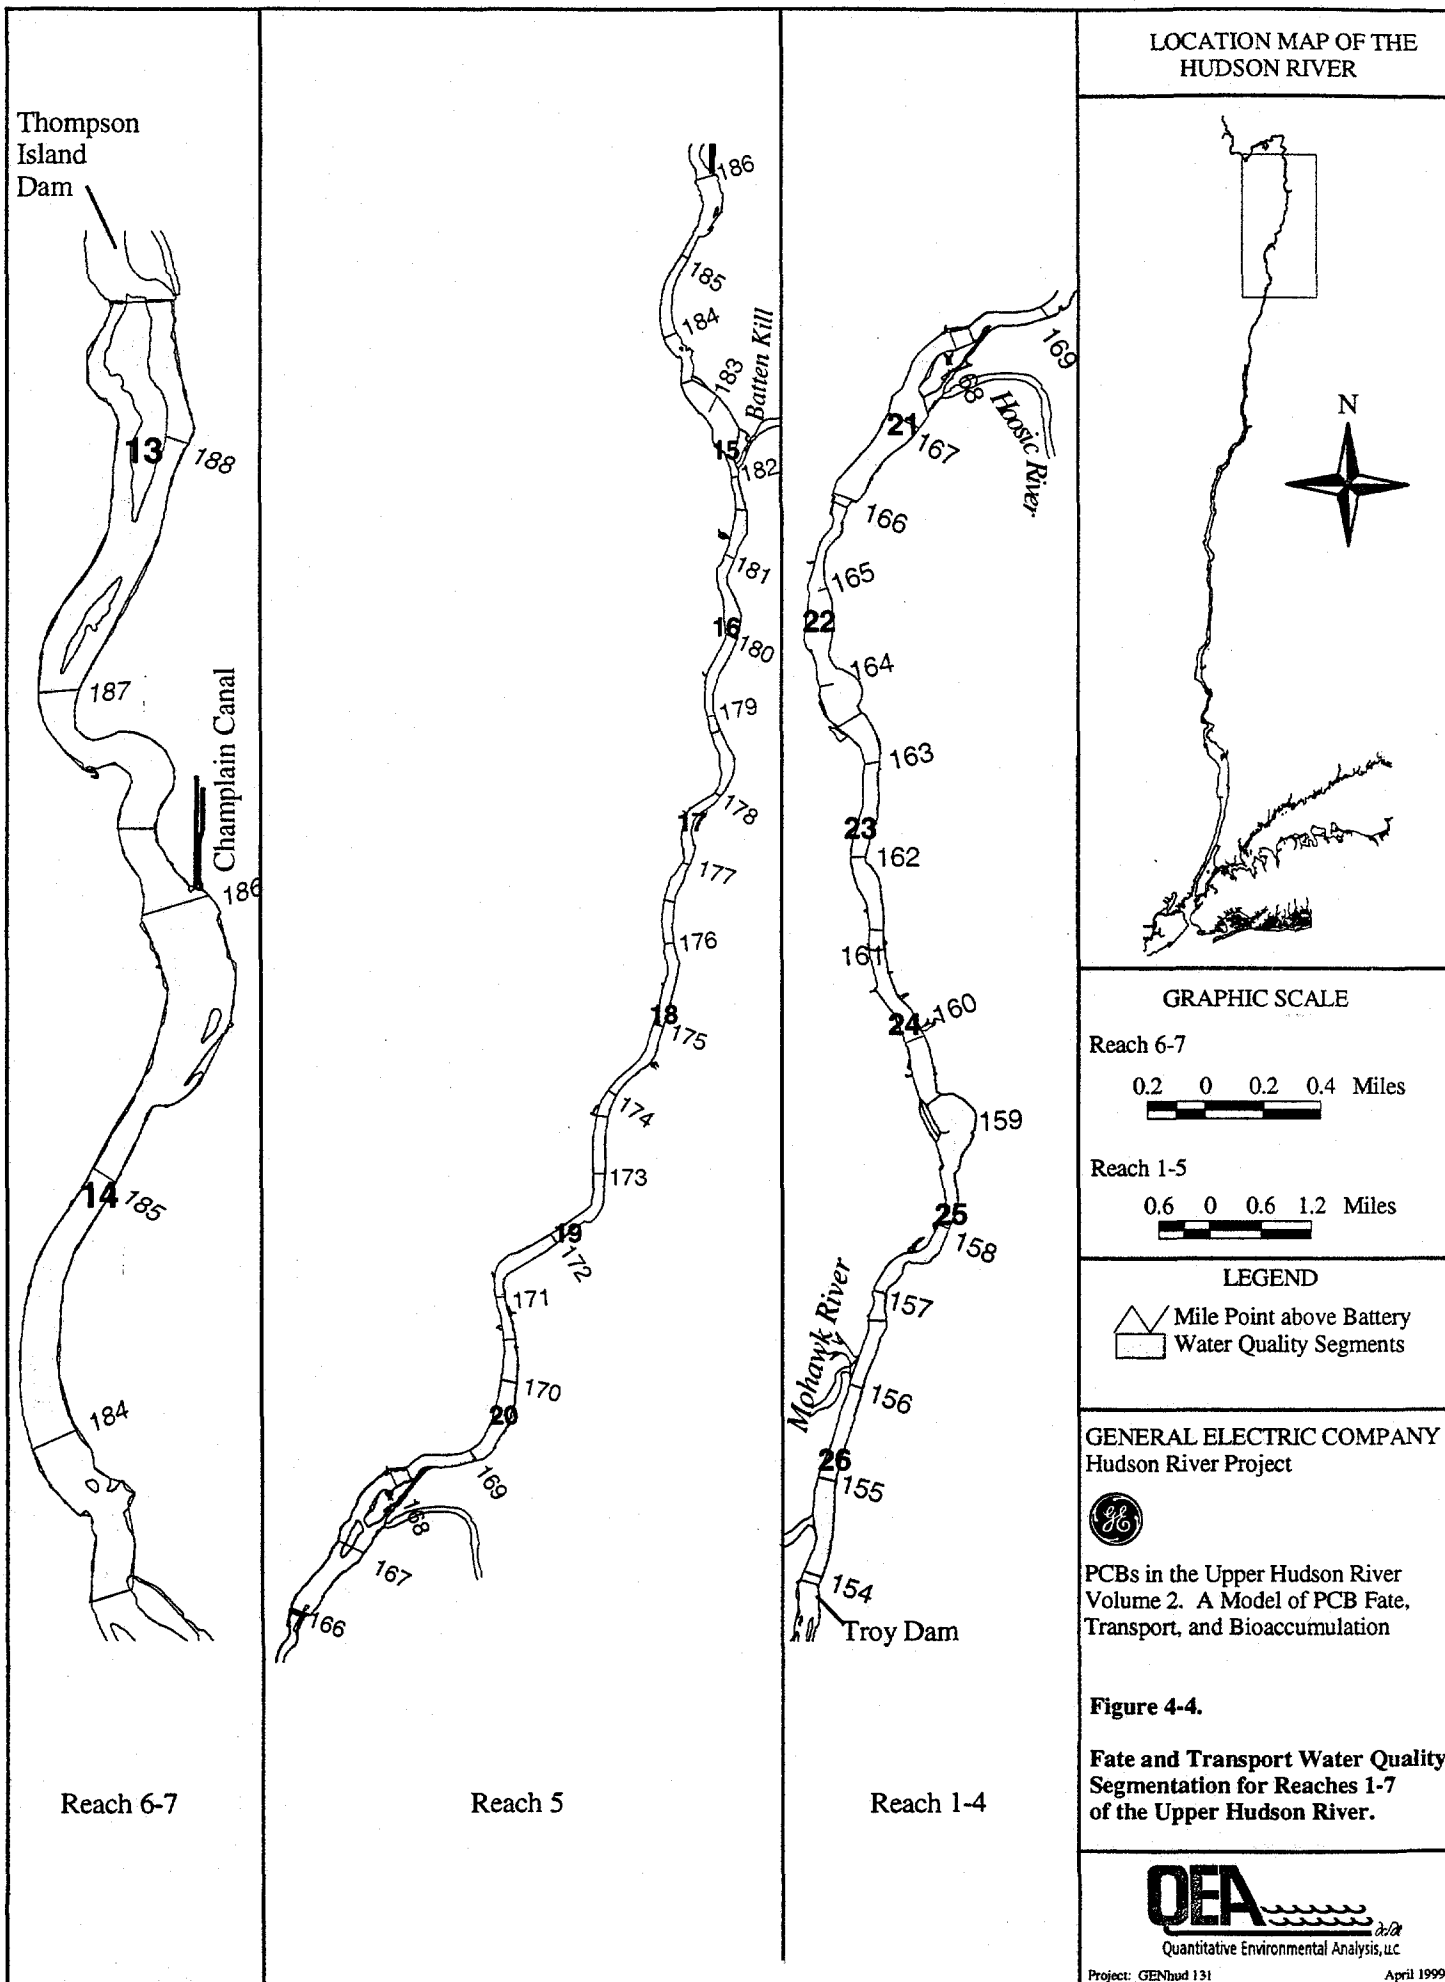 Thompson
Island
Dam
13
188
187
Champlain Canal
186
14
185
184
Reach 6-7
186
185
184
183
Batten Kill
15
182
181
16
180
179
178
17
177
176
18
175
174
173
19
172
171
170
20
169
168
167
166
Reach 5
169
68
Hoosic River
21
167
166
165
22
164
163
23
162
161
160
24
159
25
158
157
Mohawk River
156
26
155
154
Troy Dam
Reach 1-4
LOCATION MAP OF THE
HUDSON RIVER
N
GRAPHIC SCALE
Reach 6-7
0.2 0 0.2 0.4 Miles
Reach 1-5
0.6 0 0.6 1.2 Miles
LEGEND
Mile Point above Battery
Water Quality Segments
GENERAL ELECTRIC COMPANY
Hudson River Project
GE
PCBs in the Upper Hudson River
Volume 2. A Model of PCB Fate,
Transport, and Bioaccumulation
Figure 4-4.
Fate and Transport Water Quality
Segmentation for Reaches 1-7
of the Upper Hudson River.
QEA
Quantitative Environmental Analysis, LLC
Project: GENhud 131 April 1999